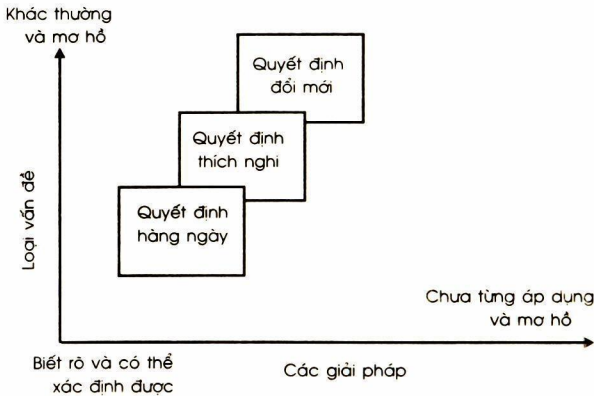 Khác thường
và mơ hồ
Quyết định
đổi mới
Quyết định
thích nghi
Quyết định
hàng ngày
Loại vấn đề
Chưa từng áp dụng
và mơ hồ
Biết rõ và có thể
xác định được
Các giải pháp